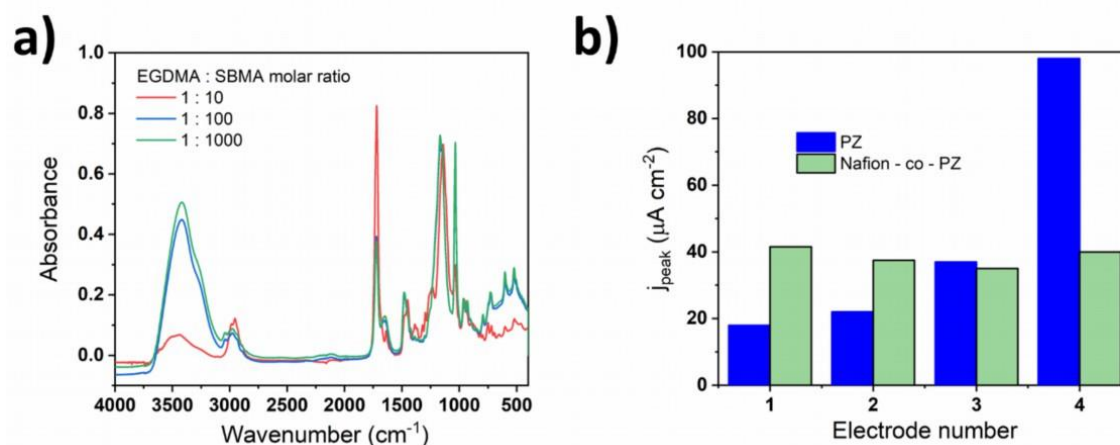 a)
EGDMA : SBMA molar ratio
1 : 10
1 : 100
1 : 1000
Absorbance
1.0
0.8
0.6
0.4
0.2
0.0
4000 3500 3000 2500 2000 1500 1000 500
Wavenumber (cm⁻¹)
b)
PZ
Nafion - co - PZ
j_peak (µA cm⁻²)
100
80
60
40
20
0
1 2 3 4
Electrode number